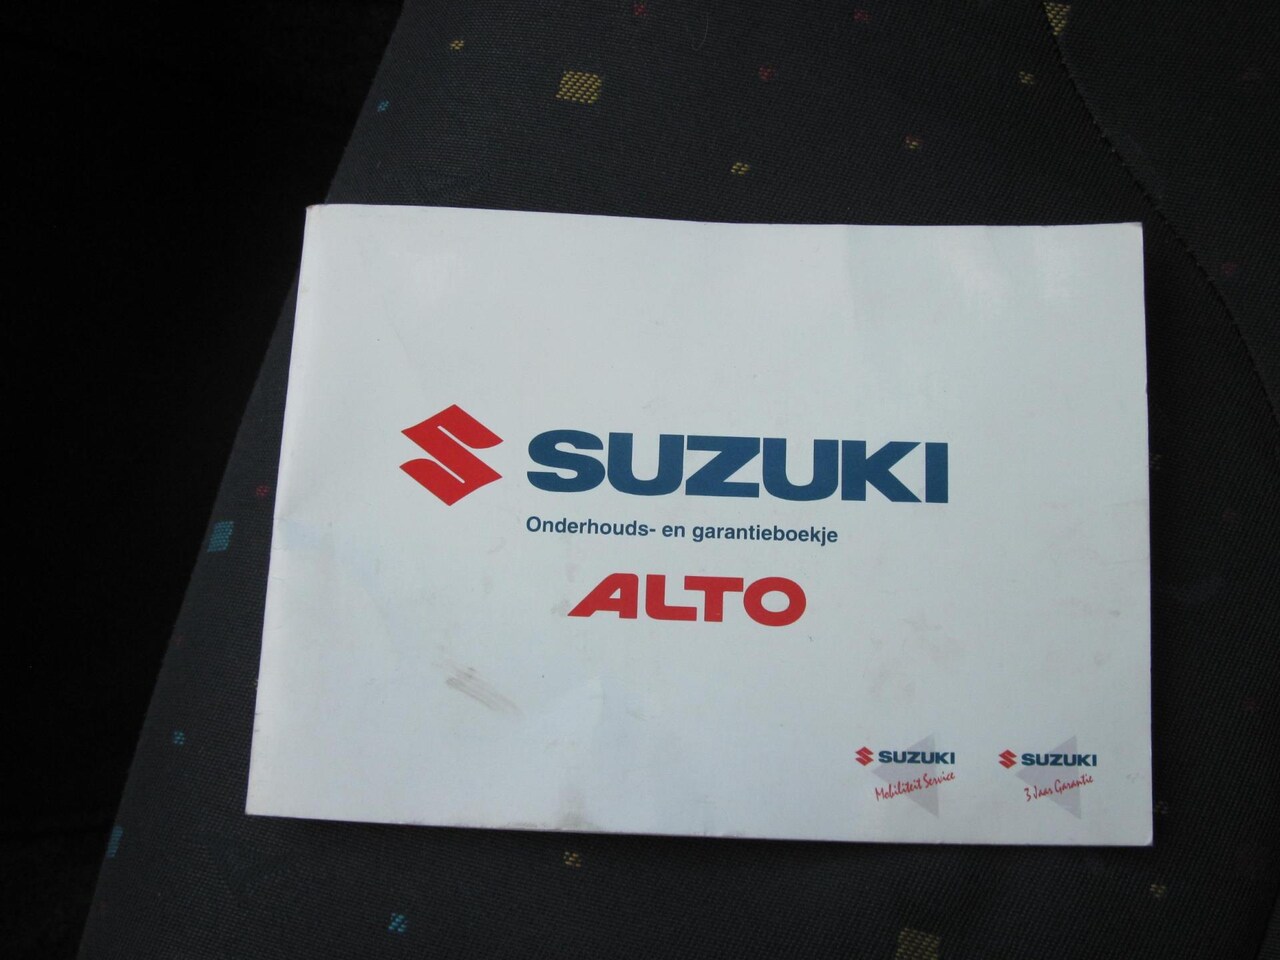 SUZUKI
Onderhouds- en garantieboekje
ALTO
SUZUKI
Mobiliteit Service
SUZUKI
3 Jaar Garantie